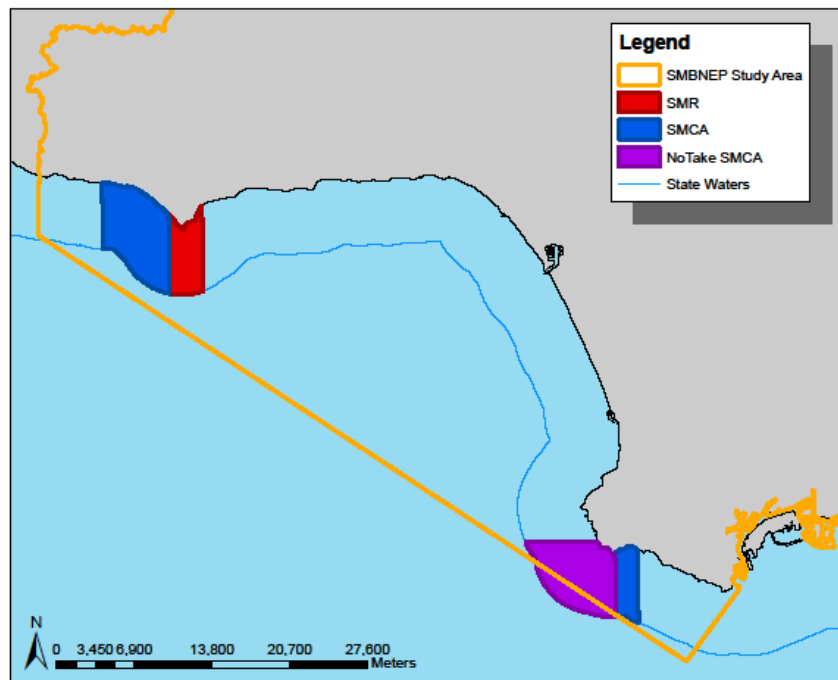 Legend
SMBNEP Study Area
SMR
SMCA
NoTake SMCA
State Waters
N
0 3,450 6,900 13,800 20,700 27,600
Meters